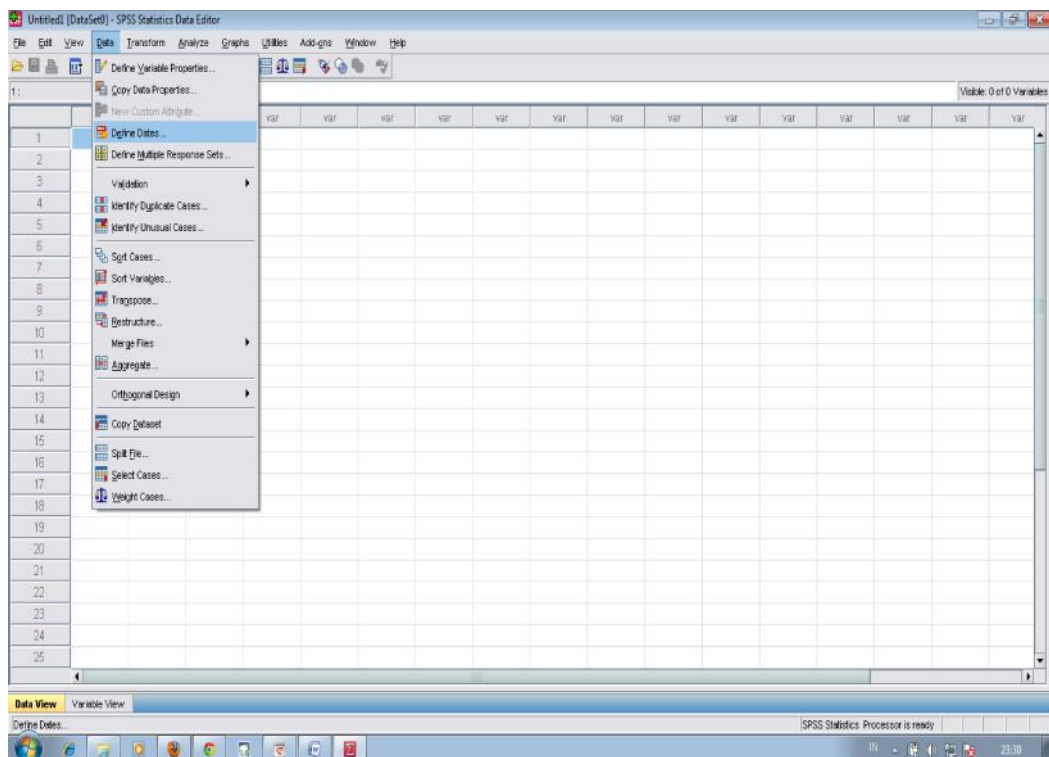 Untitled1 [DataSet0] - SPSS Statistics Data Editor
File Edit View Data Transform Analyze Graphs Utilities Add-ons Window Help
1 :
Visible: 0 of 0 Variables
Define Variable Properties...
Copy Data Properties...
New Custom Attribute...
Define Dates...
Define Multiple Response Sets...
Validation
Identify Duplicate Cases...
Identify Unusual Cases...
Sort Cases...
Sort Variables...
Transpose...
Restructure...
Merge Files
Aggregate...
Orthogonal Design
Copy Dataset
Split File...
Select Cases...
Weight Cases...
var var var var var var var var var var var var var
1
2
3
4
5
6
7
8
9
10
11
12
13
14
15
16
17
18
19
20
21
22
23
24
25
Data View Variable View
Define Dates...
SPSS Statistics Processor is ready
IN
23:30